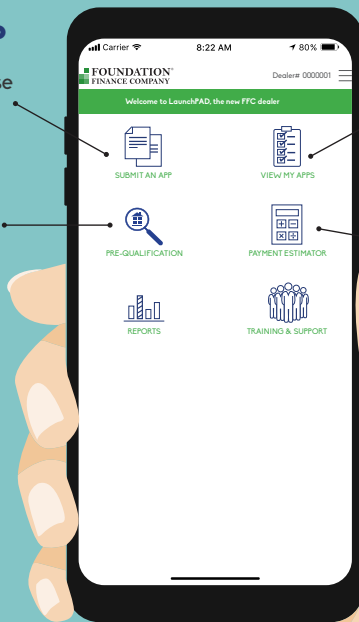 se
Carrier 8:22 AM 80%
FOUNDATION®
FINANCE COMPANY
Dealer# 0000001
Welcome to LaunchPAD, the new FFC dealer
SUBMIT AN APP VIEW MY APPS
PRE-QUALIFICATION PAYMENT ESTIMATOR
REPORTS TRAINING & SUPPORT